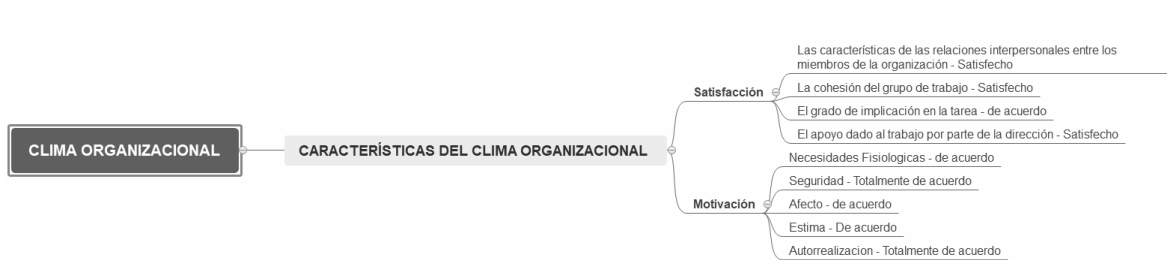 CLIMA ORGANIZACIONAL
CARACTERÍSTICAS DEL CLIMA ORGANIZACIONAL
Satisfacción
Las características de las relaciones interpersonales entre los
miembros de la organización - Satisfecho
La cohesión del grupo de trabajo - Satisfecho
El grado de implicación en la tarea - de acuerdo
El apoyo dado al trabajo por parte de la dirección - Satisfecho
Motivación
Necesidades Fisiologicas - de acuerdo
Seguridad - Totalmente de acuerdo
Afecto - de acuerdo
Estima - De acuerdo
Autorrealizacion - Totalmente de acuerdo